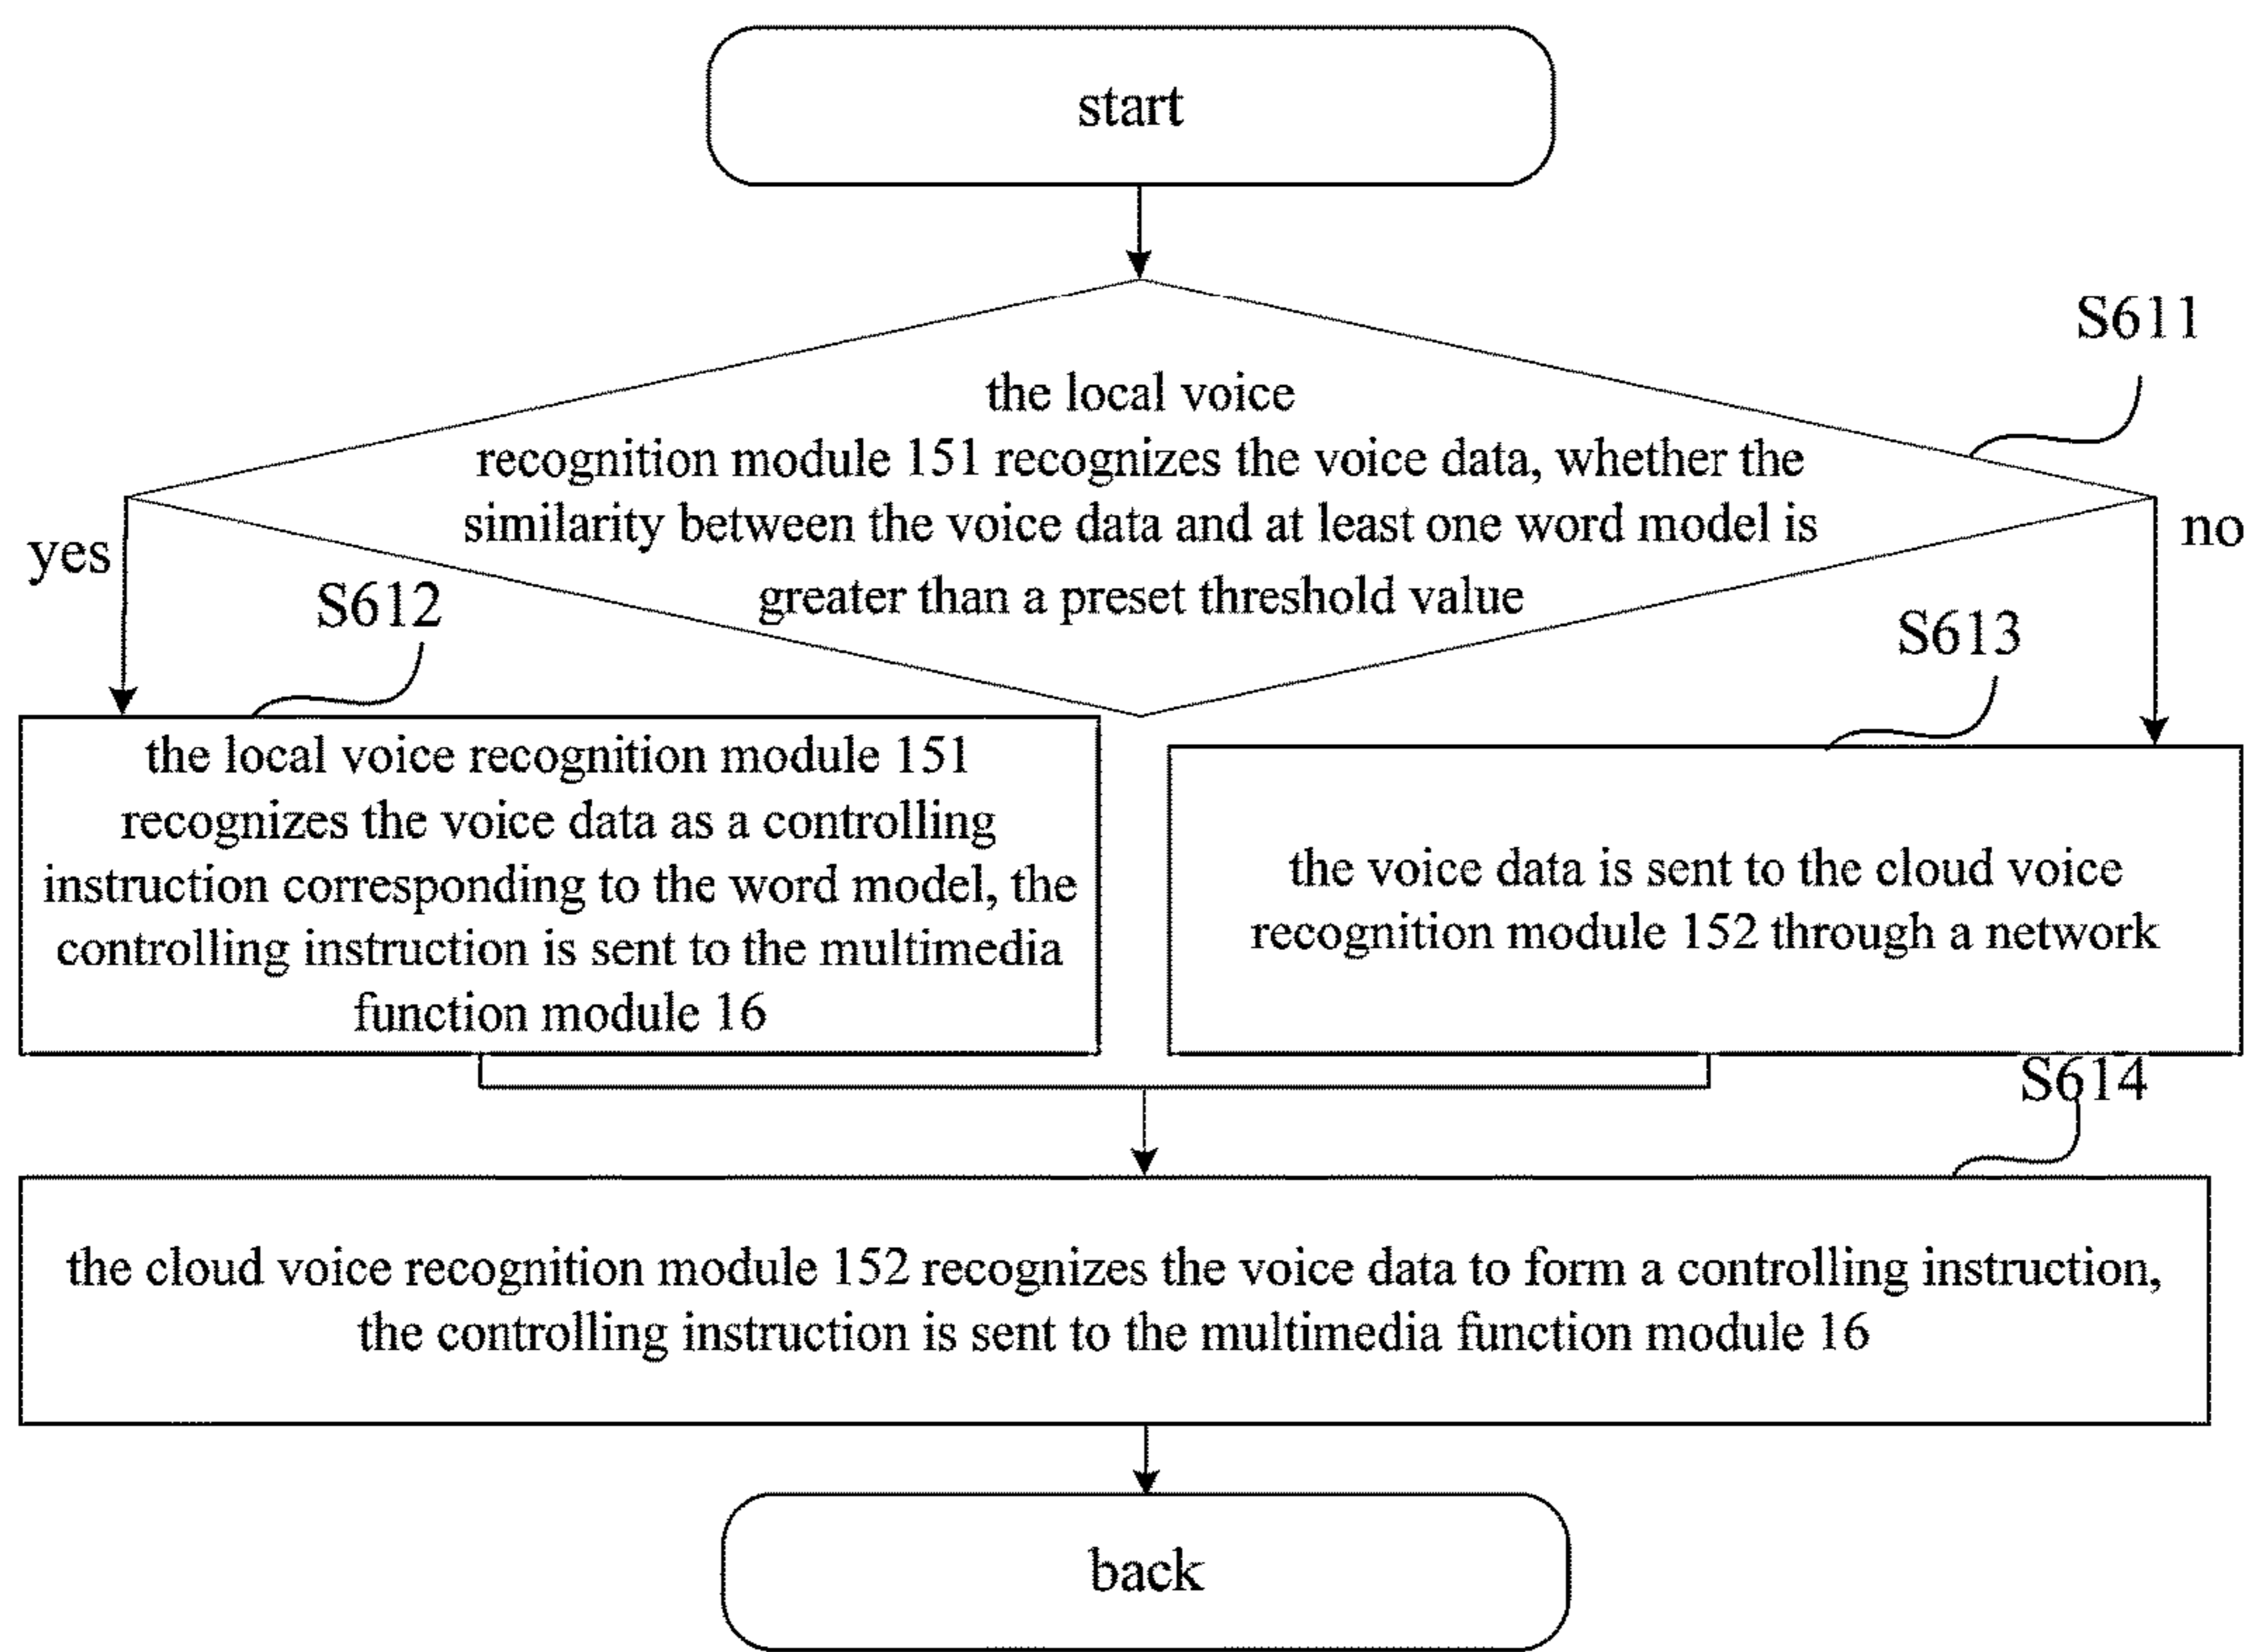 start
S611
the local voice
recognition module 151 recognizes the voice data, whether the
similarity between the voice data and at least one word model is
greater than a preset threshold value
yes
no
S612
S613
the local voice recognition module 151
recognizes the voice data as a controlling
instruction corresponding to the word model, the
controlling instruction is sent to the multimedia
function module 16
the voice data is sent to the cloud voice
recognition module 152 through a network
S614
the cloud voice recognition module 152 recognizes the voice data to form a controlling instruction,
the controlling instruction is sent to the multimedia function module 16
back